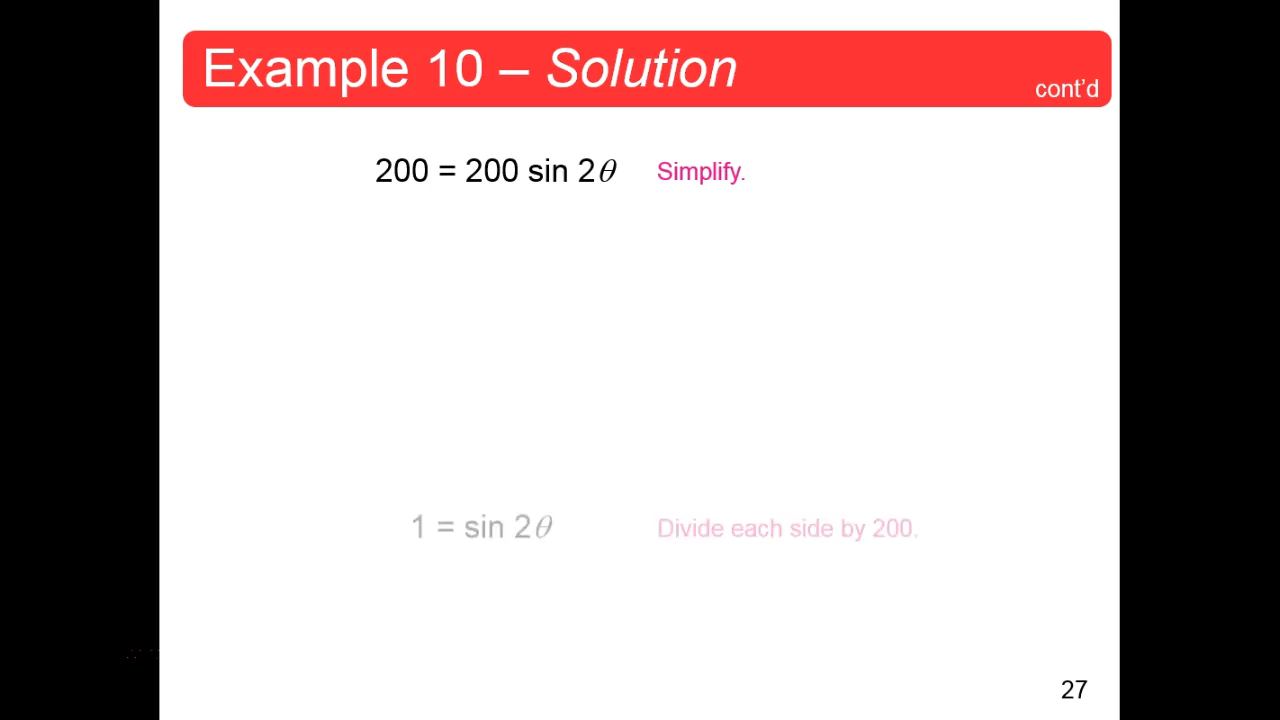 Example 10 – Solution
cont'd
200 = 200 sin 2θ Simplify.
1 = sin 2θ Divide each side by 200.
27